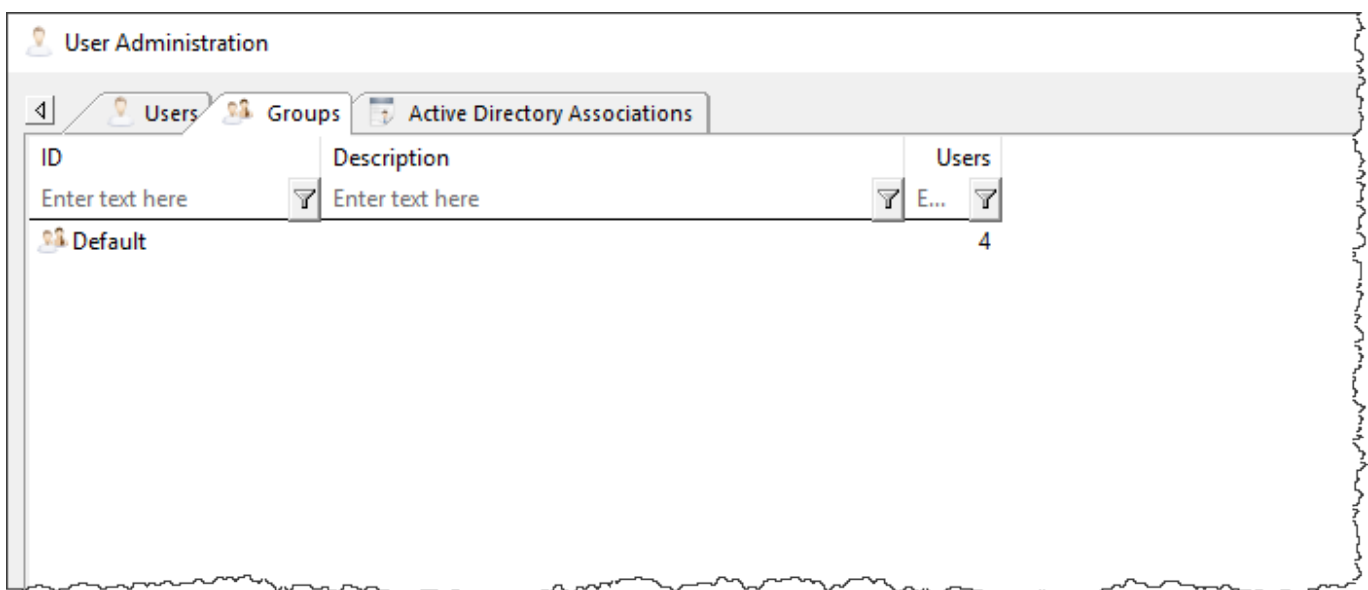 User Administration
Users Groups Active Directory Associations
ID Description Users
Enter text here Enter text here E...
Default 4